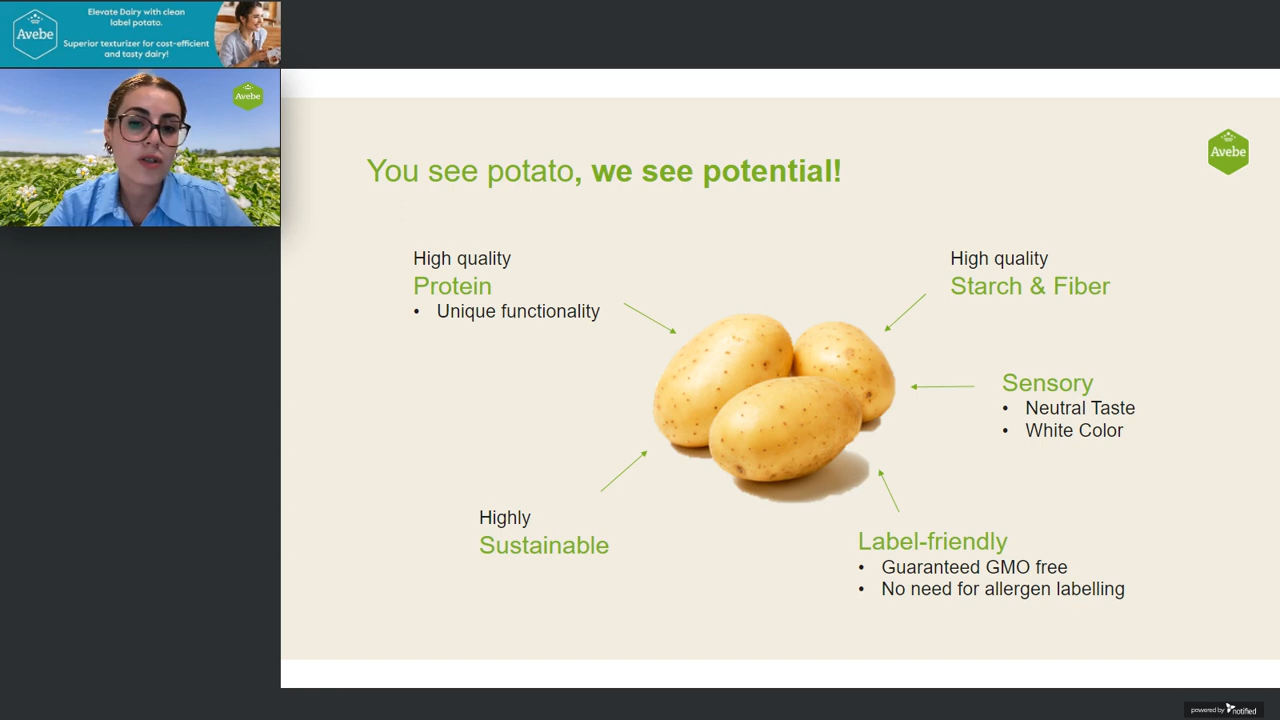 Elevate Dairy with clean
label potato.
Superior texturizer for cost-efficient
and tasty dairy!
Avebe
Avebe
Avebe
You see potato, we see potential!
High quality
Protein
• Unique functionality
High quality
Starch & Fiber
Sensory
• Neutral Taste
• White Color
Highly
Sustainable
Label-friendly
• Guaranteed GMO free
• No need for allergen labelling
powered by notified